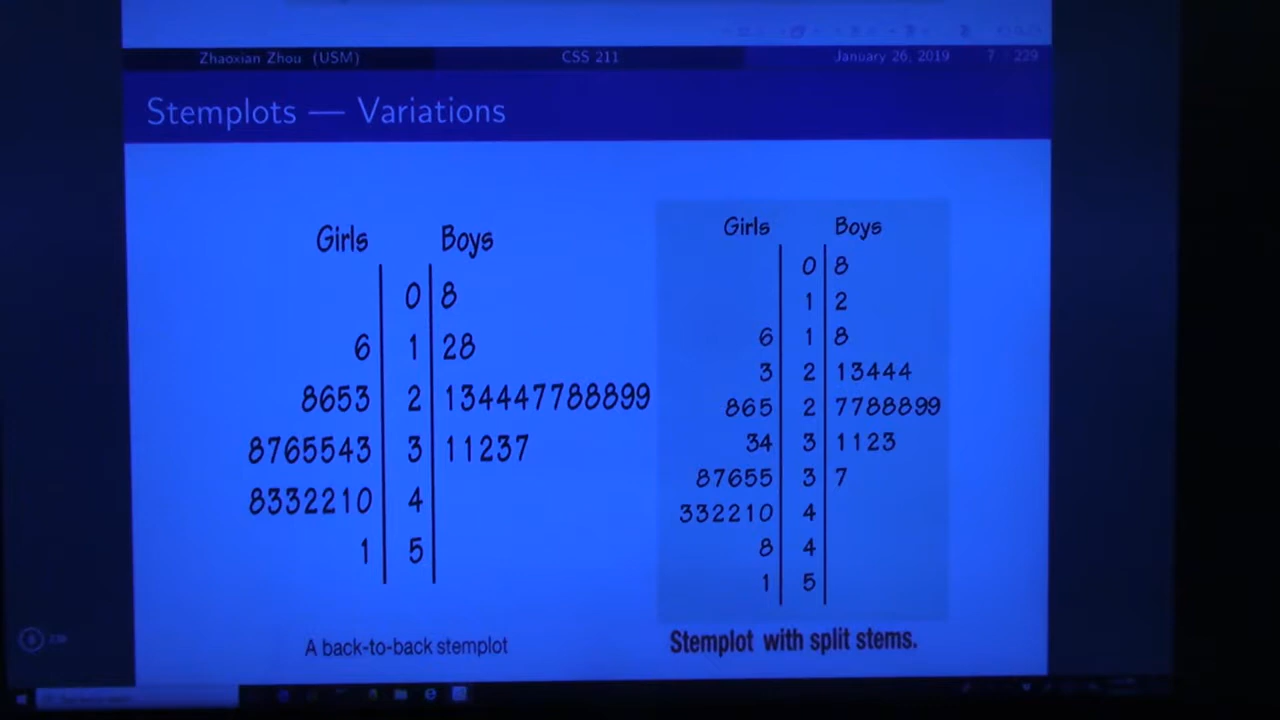 Zhaoxian Zhou (USM) CSS 211 January 26, 2019 7 229
Stemplots — Variations
Girls Boys
0 8
6 1 28
8653 2 134447788899
8765543 3 11237
8332210 4
1 5
A back-to-back stemplot
Girls Boys
0 8
1 2
6 1 8
3 2 13444
865 2 7788899
34 3 1123
87655 3 7
332210 4
8 4
1 5
Stemplot with split stems.